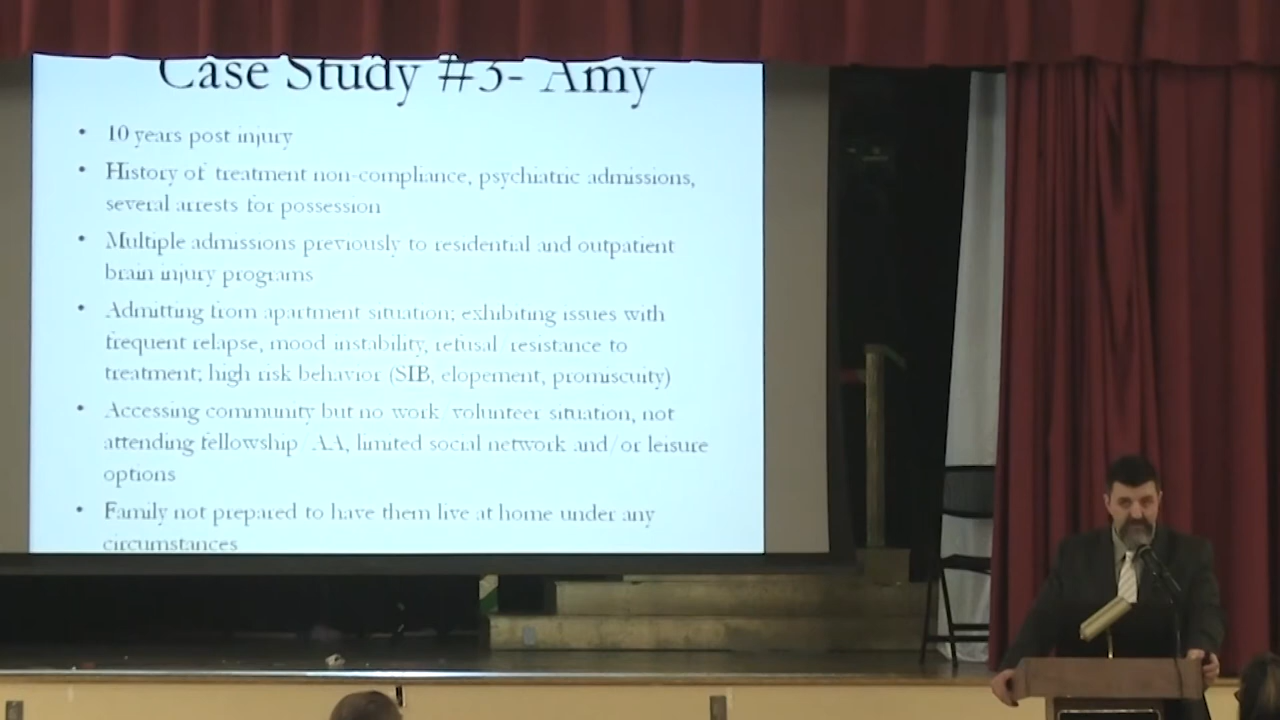 Case Study #3- Amy
• 10 years post injury
• History of treatment non-compliance, psychiatric admissions,
several arrests for possession
• Multiple admissions previously to residential and outpatient
brain injury programs
• Admitting from apartment situation; exhibiting issues with
frequent relapse, mood instability, refusal resistance to
treatment; high risk behavior (SIB, elopement, promiscuity)
• Accessing community but no work volunteer situation, not
attending fellowship AA, limited social network and/or leisure
options
• Family not prepared to have them live at home under any
circumstances